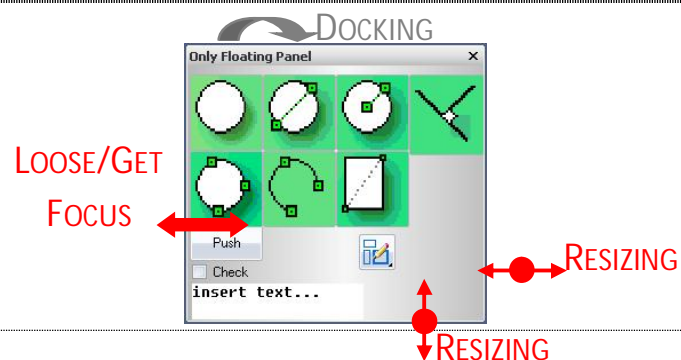 DOCKING
Only Floating Panel
LOOSE/GET
FOCUS
Push
RESIZING
Check
insert text...
RESIZING